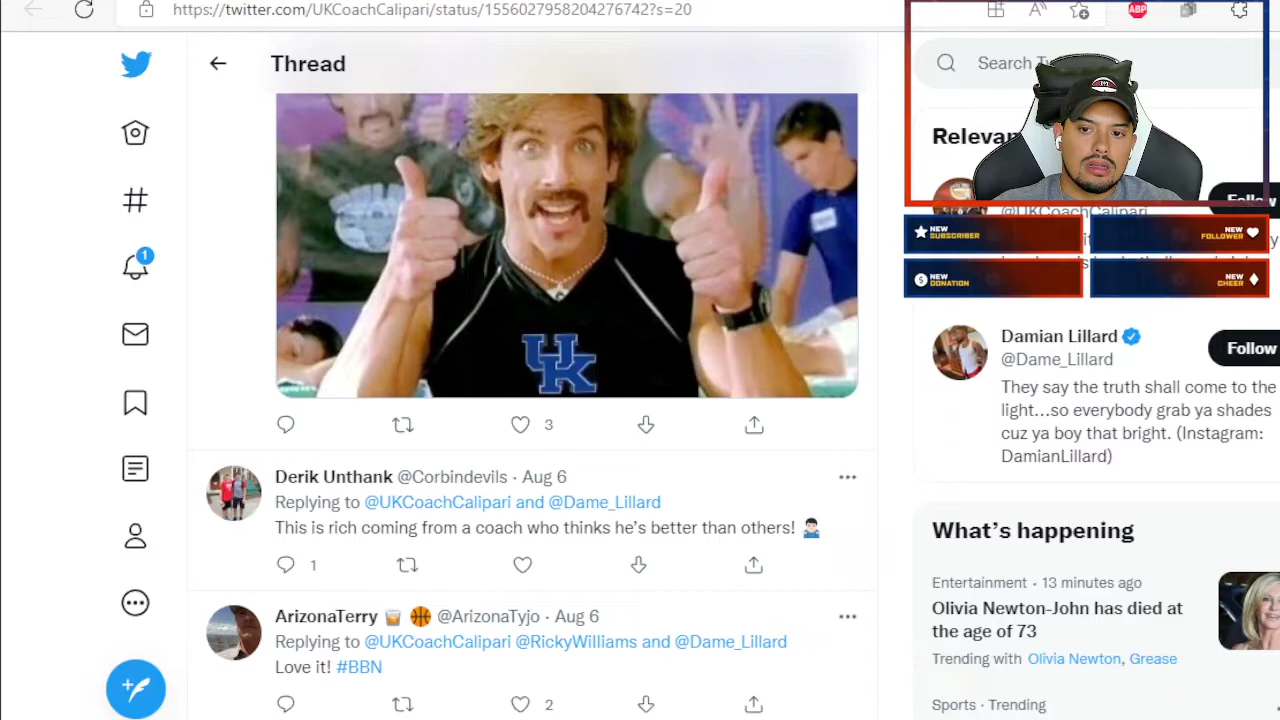 https://twitter.com/UKCoachCalipari/status/1556027958204276742?s=20
ABP
Thread
UK
3
Derik Unthank @Corbindevils · Aug 6
Replying to @UKCoachCalipari and @Dame_Lillard
This is rich coming from a coach who thinks he's better than others! 🤷🏻‍♂️
1
ArizonaTerry 🥃 🏀 @ArizonaTyjo · Aug 6
Replying to @UKCoachCalipari @RickyWilliams and @Dame_Lillard
Love it! #BBN
2
1
Search
Relevan
Follow
@UKCoachCalipari
NEW SUBSCRIBER
NEW FOLLOWER
NEW DONATION
NEW CHEER
Damian Lillard
@Dame_Lillard
Follow
They say the truth shall come to the
light...so everybody grab ya shades
cuz ya boy that bright. (Instagram:
DamianLillard)
What's happening
Entertainment · 13 minutes ago
Olivia Newton-John has died at
the age of 73
Trending with Olivia Newton, Grease
Sports · Trending